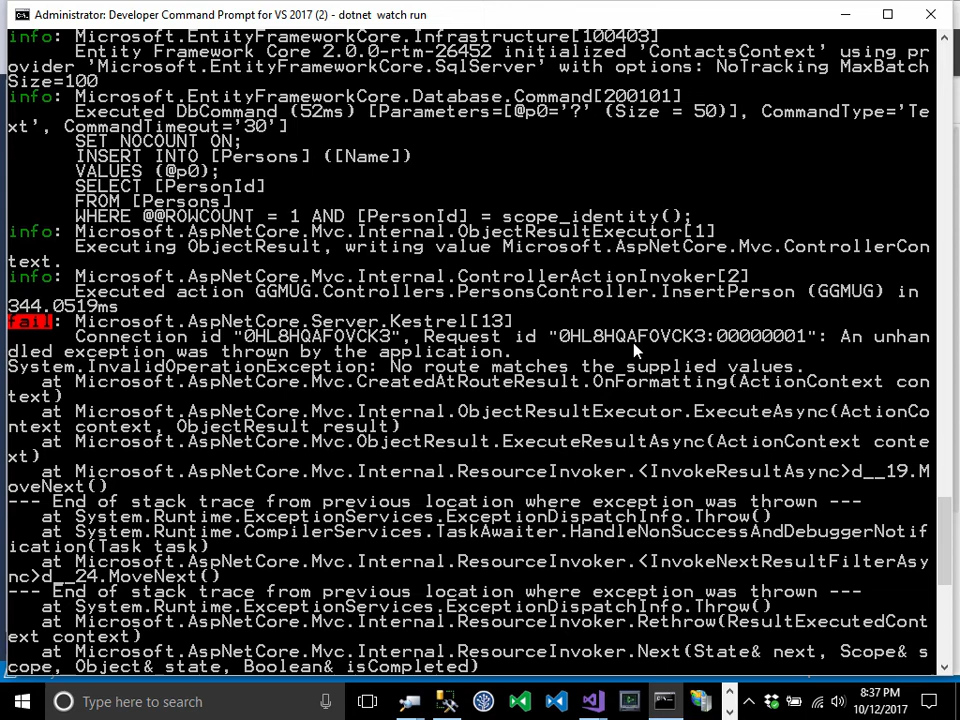 Administrator: Developer Command Prompt for VS 2017 (2) - dotnet  watch run
info: Microsoft.EntityFrameworkCore.Infrastructure[100403]
Entity Framework Core 2.0.0-rtm-26452 initialized 'ContactsContext' using pr
ovider 'Microsoft.EntityFrameworkCore.SqlServer' with options: NoTracking MaxBatch
Size=100
info: Microsoft.EntityFrameworkCore.Database.Command[200101]
Executed DbCommand (52ms) [Parameters=[@p0='?' (Size = 50)], CommandType='Te
xt', CommandTimeout='30']
SET NOCOUNT ON;
INSERT INTO [Persons] ([Name])
VALUES (@p0);
SELECT [PersonId]
FROM [Persons]
WHERE @@ROWCOUNT = 1 AND [PersonId] = scope_identity();
info: Microsoft.AspNetCore.Mvc.Internal.ObjectResultExecutor[1]
Executing ObjectResult, writing value Microsoft.AspNetCore.Mvc.ControllerCon
text.
info: Microsoft.AspNetCore.Mvc.Internal.ControllerActionInvoker[2]
Executed action GGMUG.Controllers.PersonsController.InsertPerson (GGMUG) in
344.0519ms
fail: Microsoft.AspNetCore.Server.Kestrel[13]
Connection id "0HL8HQAFOVCK3", Request id "0HL8HQAFOVCK3:00000001": An unhan
dled exception was thrown by the application.
System.InvalidOperationException: No route matches the supplied values.
at Microsoft.AspNetCore.Mvc.CreatedAtRouteResult.OnFormatting(ActionContext con
text)
at Microsoft.AspNetCore.Mvc.Internal.ObjectResultExecutor.ExecuteAsync(ActionCo
ntext context, ObjectResult result)
at Microsoft.AspNetCore.Mvc.ObjectResult.ExecuteResultAsync(ActionContext conte
xt)
at Microsoft.AspNetCore.Mvc.Internal.ResourceInvoker.<InvokeResultAsync>d__19.M
oveNext()
--- End of stack trace from previous location where exception was thrown ---
at System.Runtime.ExceptionServices.ExceptionDispatchInfo.Throw()
at System.Runtime.CompilerServices.TaskAwaiter.HandleNonSuccessAndDebuggerNotif
ication(Task task)
at Microsoft.AspNetCore.Mvc.Internal.ResourceInvoker.<InvokeNextResultFilterAsy
nc>d__24.MoveNext()
--- End of stack trace from previous location where exception was thrown ---
at System.Runtime.ExceptionServices.ExceptionDispatchInfo.Throw()
at Microsoft.AspNetCore.Mvc.Internal.ResourceInvoker.Rethrow(ResultExecutedCont
ext context)
at Microsoft.AspNetCore.Mvc.Internal.ResourceInvoker.Next(State& next, Scope& s
cope, Object& state, Boolean& isCompleted)
Type here to search
8:37 PM
10/12/2017